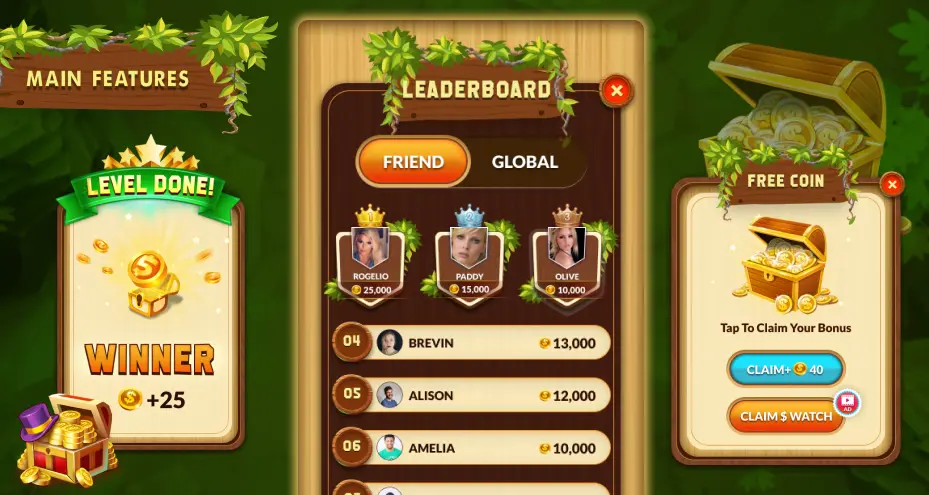 MAIN FEATURES
LEVEL DONE!
WINNER
+25
LEADERBOARD
FRIEND
GLOBAL
1
2
3
ROGELIO
PADDY
OLIVE
25,000
15,000
10,000
04 BREVIN 13,000
05 ALISON 12,000
06 AMELIA 10,000
FREE COIN
Tap To Claim Your Bonus
CLAIM+ 40
CLAIM $ WATCH
AD